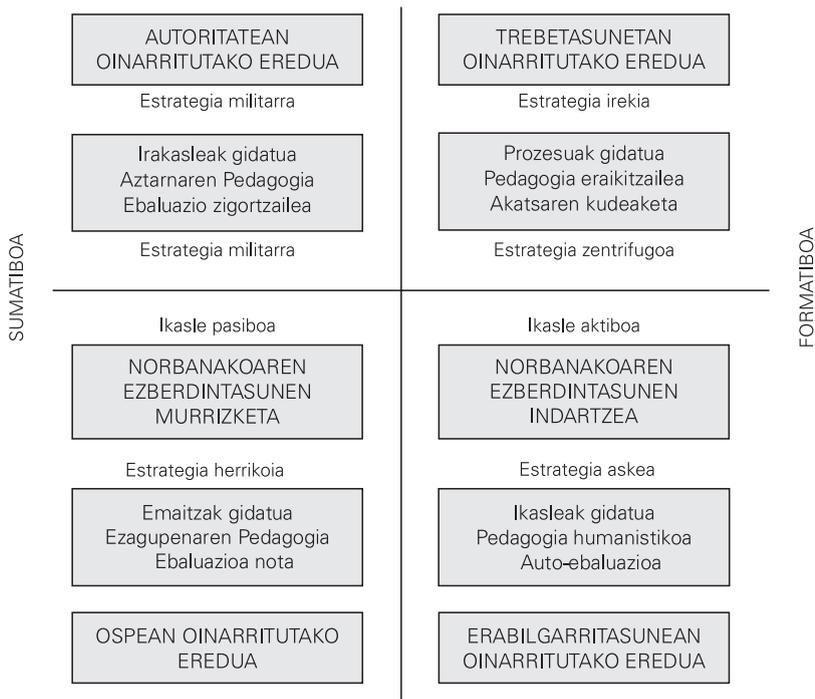 AUTORITATEAN
OINARRITUTAKO EREDUA
Estrategia militarra
Irakasleak gidatua
Aztarnaren Pedagogia
Ebaluazio zigortzailea
Estrategia militarra
TREBETASUNETAN
OINARRITUTAKO EREDUA
Estrategia irekia
Prozesuak gidatua
Pedagogia eraikitzailea
Akatsaren kudeaketa
Estrategia zentrifugoa
SUMATIBOA
FORMATIBOA
Ikasle pasiboa
NORBANAKOAREN
EZBERDINTASUNEN
MURRIZKETA
Estrategia herrikoia
Emaitzak gidatua
Ezagupenaren Pedagogia
Ebaluazioa nota
OSPEAN OINARRITUTAKO
EREDUA
Ikasle aktiboa
NORBANAKOAREN
EZBERDINTASUNEN
INDARTZEA
Estrategia askea
Ikasleak gidatua
Pedagogia humanistikoa
Auto-ebaluazioa
ERABILGARRITASUNEAN
OINARRITUTAKO EREDUA